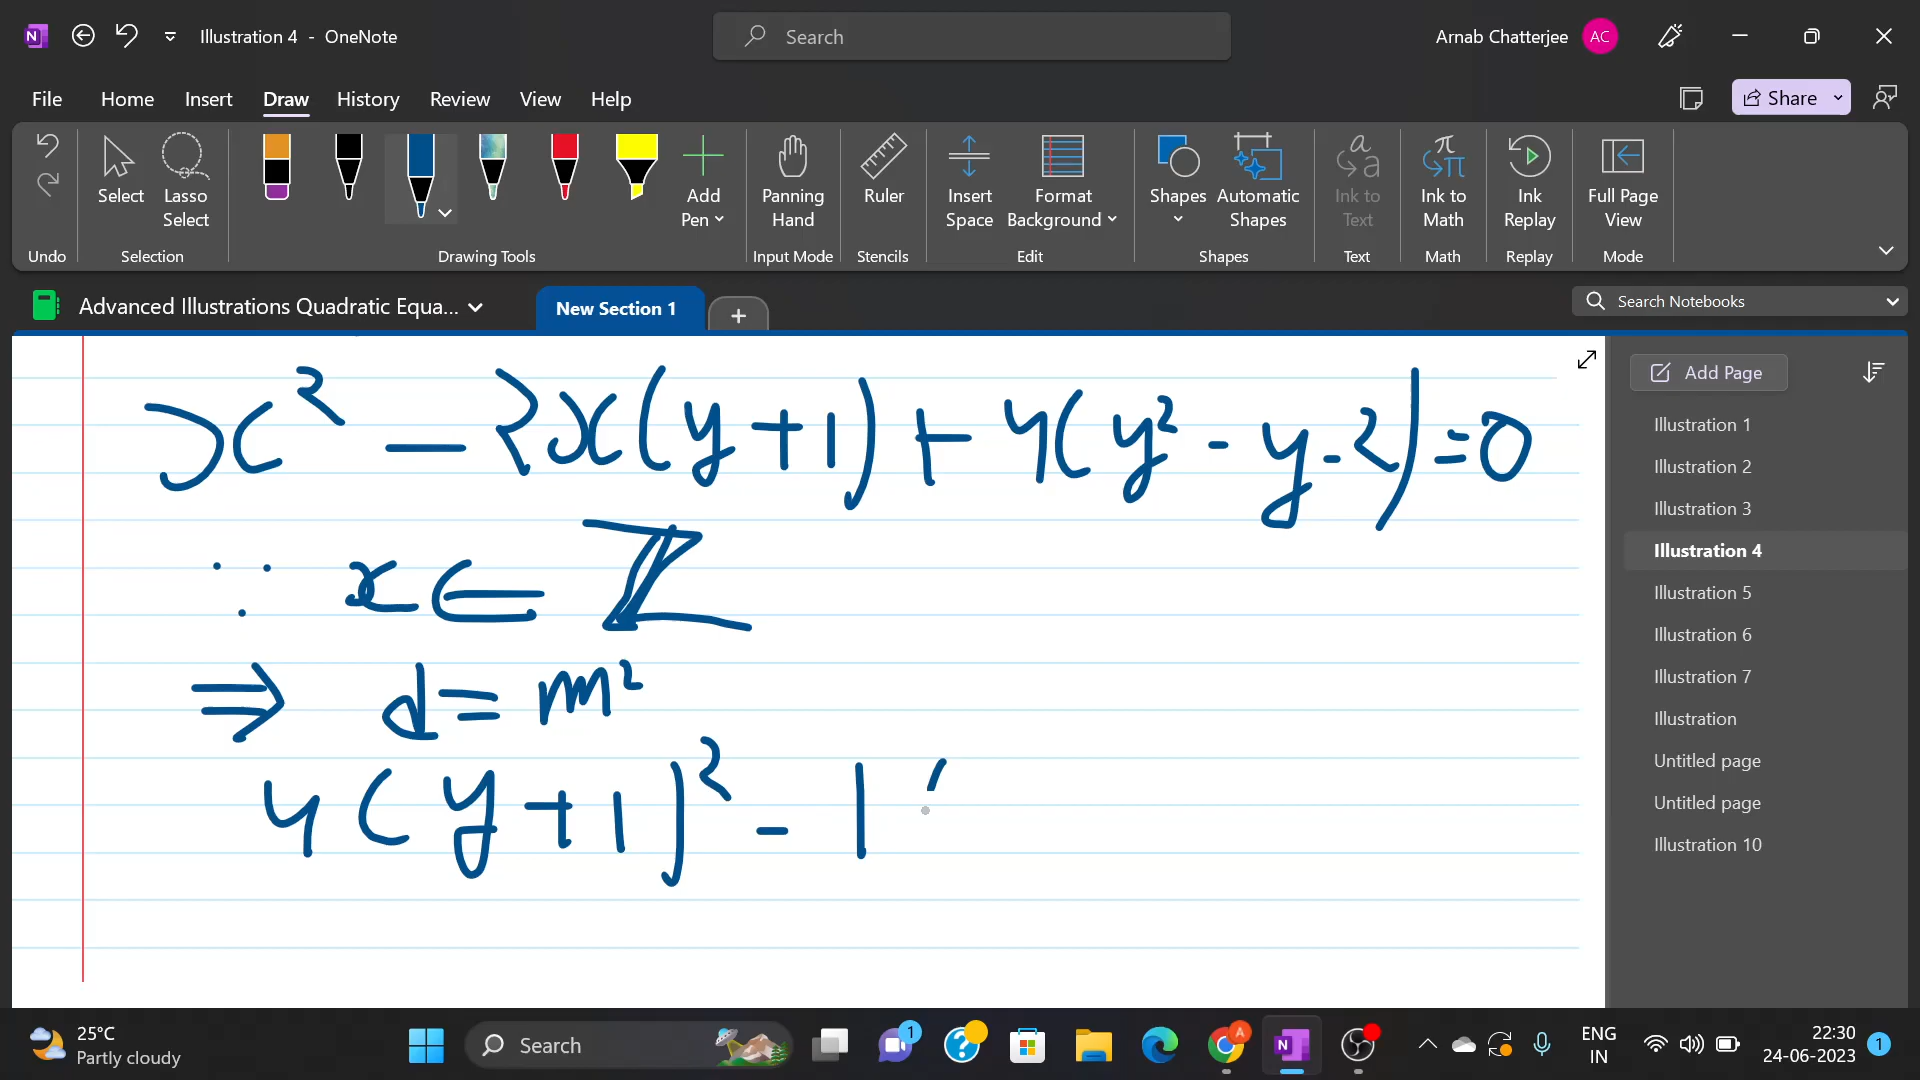 Illustration 4 - OneNote
Search
Arnab Chatterjee
AC
File Home Insert Draw History Review View Help
Share
Select
Lasso Select
Add Pen
Panning Hand
Ruler
Insert Space
Format Background
Shapes
Automatic Shapes
Ink to Text
Ink to Math
Ink Replay
Full Page View
Undo Selection Drawing Tools Input Mode Stencils Edit Shapes Text Math Replay Mode
Advanced Illustrations Quadratic Equa...
New Section 1
+
Search Notebooks
Add Page
Illustration 1
Illustration 2
Illustration 3
Illustration 4
Illustration 5
Illustration 6
Illustration 7
Illustration
Untitled page
Untitled page
Illustration 10
x² - 2x(y+1) + 4(y² - y - 2) = 0
∵ x ∈ ℤ
⇒ d = m²
4(y+1)² - 1
25°C
Partly cloudy
Search
1
ENG
IN
22:30
24-06-2023
1